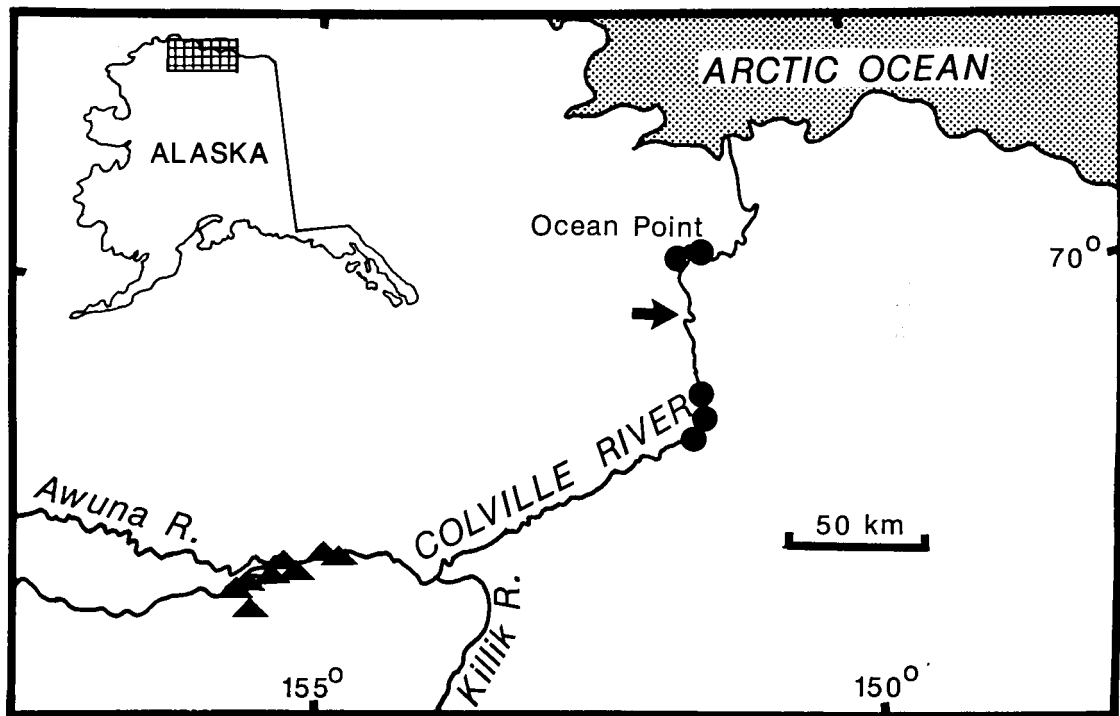 ARCTIC OCEAN
ALASKA
Ocean Point
70°
COLVILLE RIVER
Awuna R.
50 km
Killik R.
155°
150°